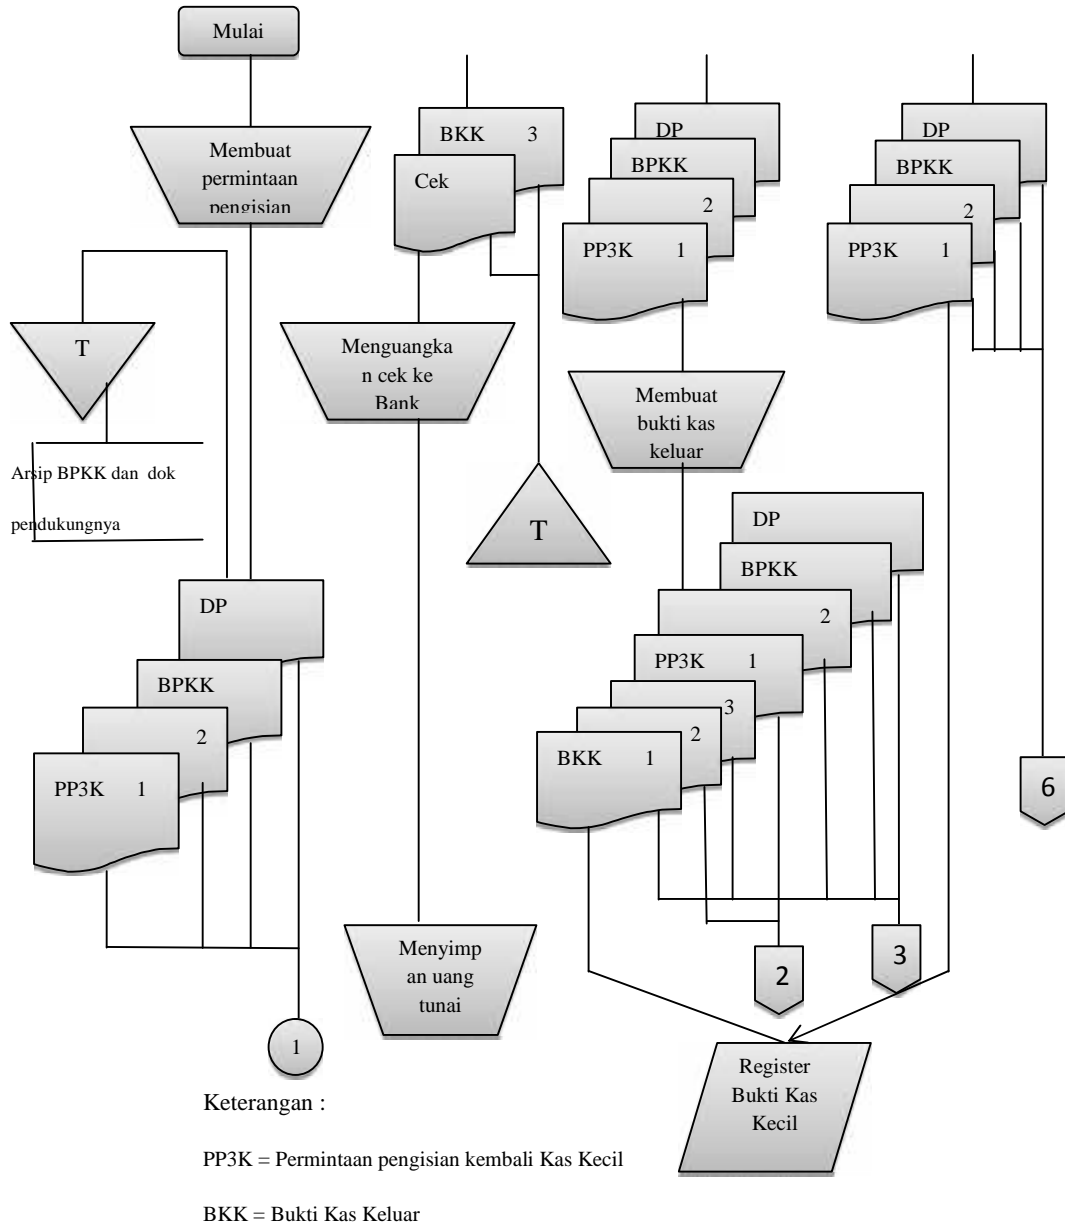 Mulai
Membuat
permintaan
pengisian
T
Arsip BPKK dan dok
pendukungnya
DP
BPKK
2
PP3K 1
1
BKK 3
Cek
Menguangka
n cek ke
Bank
T
Menyimp
an uang
tunai
DP
BPKK
2
PP3K 1
Membuat
bukti kas
keluar
DP
BPKK
2
PP3K 1
3
2
BKK 1
2
3
DP
BPKK
2
PP3K 1
6
Register
Bukti Kas
Kecil
Keterangan :
PP3K = Permintaan pengisian kembali Kas Kecil
BKK = Bukti Kas Keluar